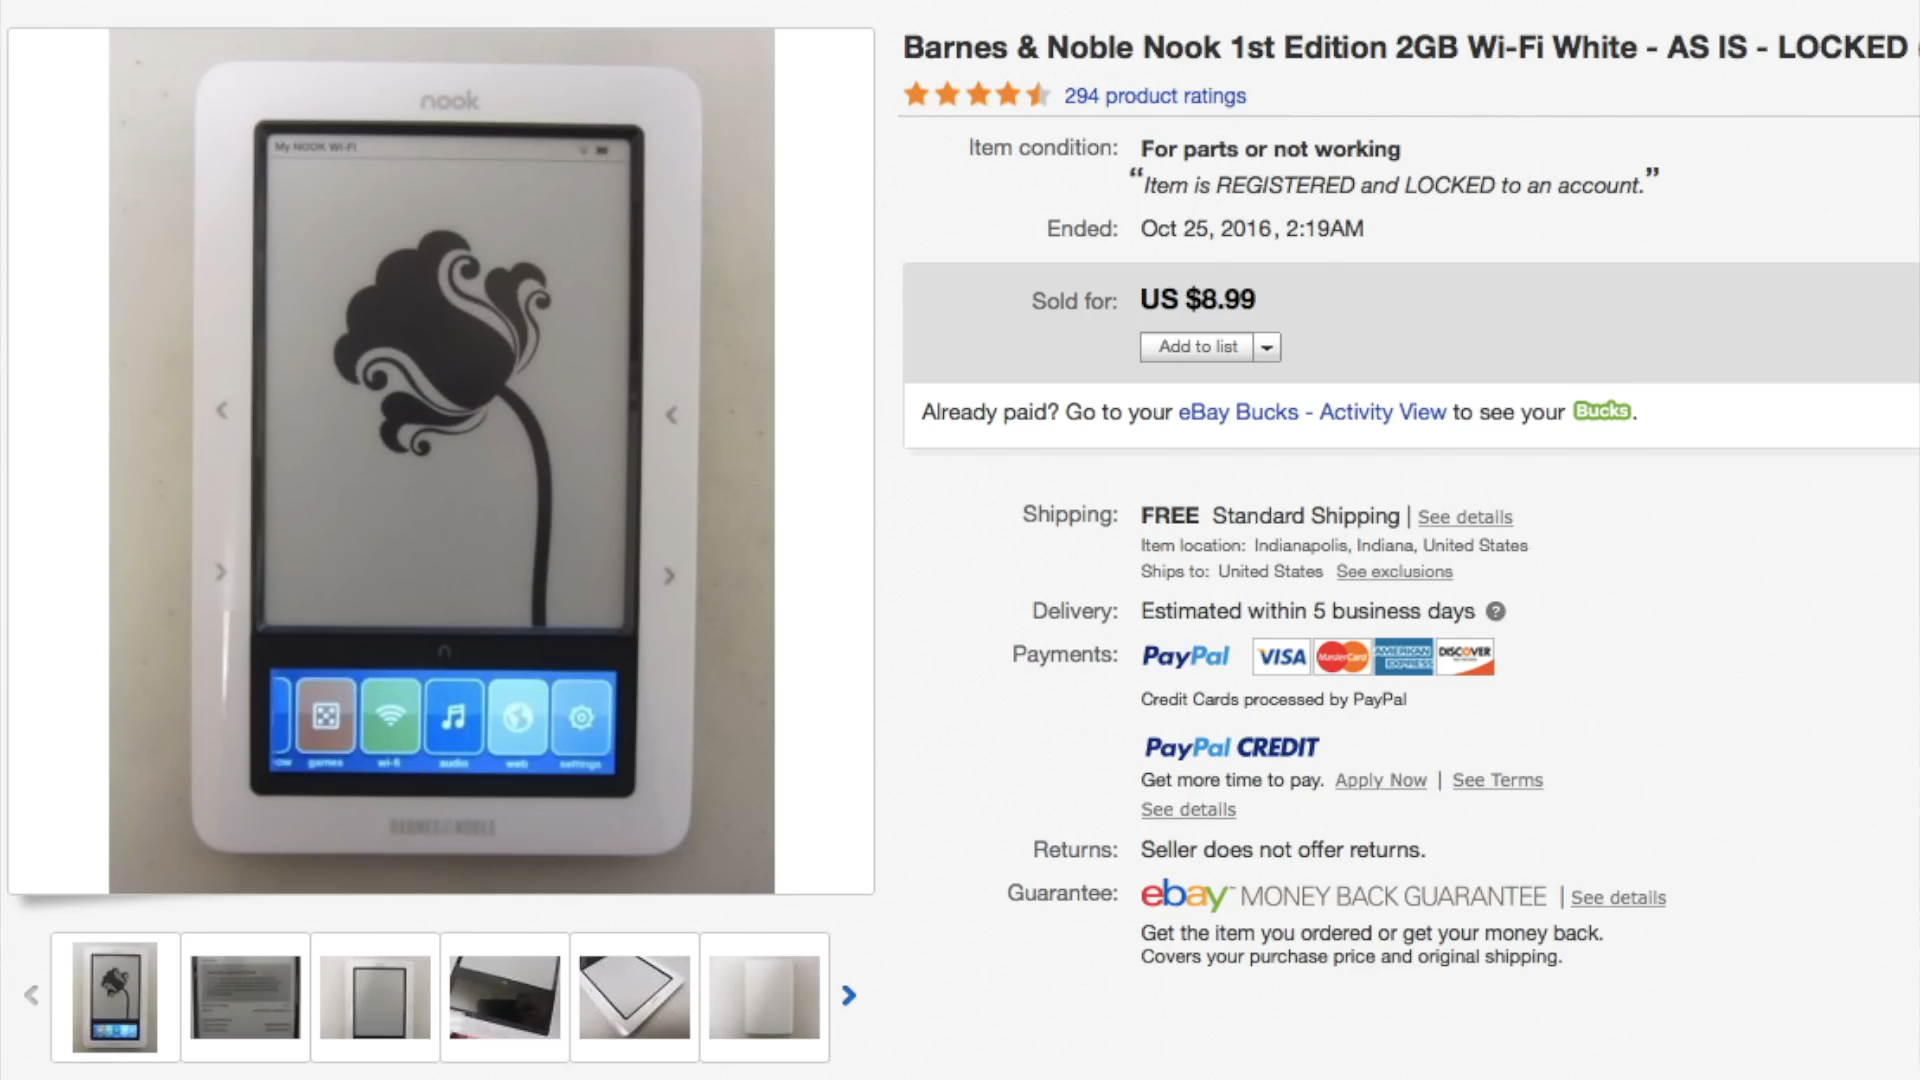 nook
My NOOK Wi-Fi
games wi-fi audio web settings
BARNES & NOBLE
Barnes & Noble Nook 1st Edition 2GB Wi-Fi White - AS IS - LOCKED
294 product ratings
Item condition: For parts or not working
“Item is REGISTERED and LOCKED to an account.”
Ended: Oct 25, 2016, 2:19AM
Sold for: US $8.99
Add to list
Already paid? Go to your eBay Bucks - Activity View to see your Bucks.
Shipping: FREE Standard Shipping | See details
Item location: Indianapolis, Indiana, United States
Ships to: United States See exclusions
Delivery: Estimated within 5 business days ?
Payments: PayPal VISA MasterCard AMERICAN EXPRESS DISCOVER
Credit Cards processed by PayPal
PayPal CREDIT
Get more time to pay. Apply Now | See Terms
See details
Returns: Seller does not offer returns.
Guarantee: ebay MONEY BACK GUARANTEE | See details
Get the item you ordered or get your money back.
Covers your purchase price and original shipping.